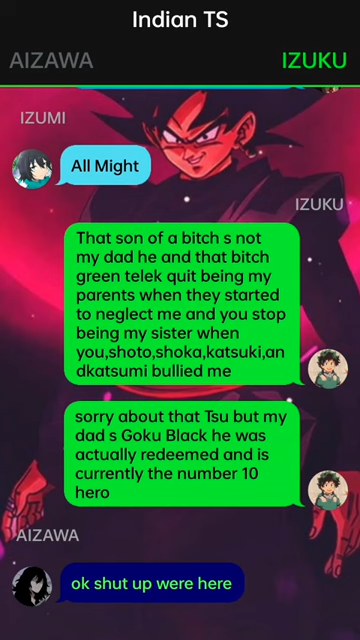 Indian TS
AIZAWA
IZUKU
IZUMI
All Might
IZUKU
That son of a bitch s not
my dad he and that bitch
green telek quit being my
parents when they started
to neglect me and you stop
being my sister when
you,shoto,shoka,katsuki,an
dkatsumi bullied me
sorry about that Tsu but my
dad s Goku Black he was
actually redeemed and is
currently the number 10
hero
AIZAWA
ok shut up were here